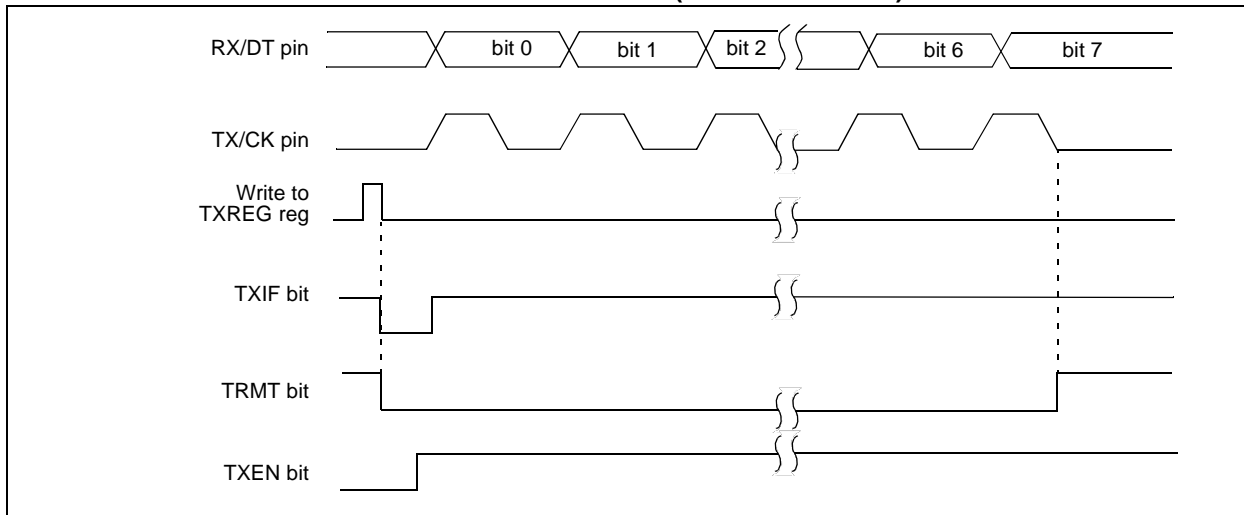 RX/DT pin
bit 0
bit 1
bit 2
bit 6
bit 7
TX/CK pin
Write to
TXREG reg
TXIF bit
TRMT bit
TXEN bit